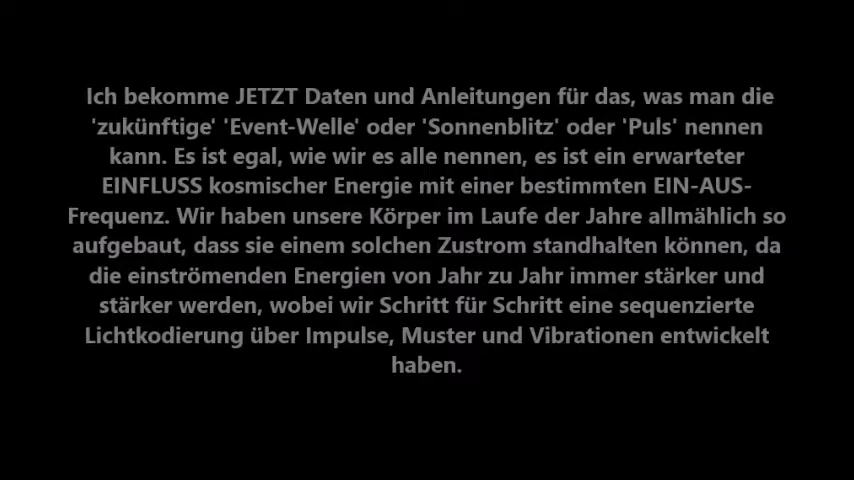 Ich bekomme JETZT Daten und Anleitungen für das, was man die
'zukünftige' 'Event-Welle' oder 'Sonnenblitz' oder 'Puls' nennen
kann. Es ist egal, wie wir es alle nennen, es ist ein erwarteter
EINFLUSS kosmischer Energie mit einer bestimmten EIN-AUS-
Frequenz. Wir haben unsere Körper im Laufe der Jahre allmählich so
aufgebaut, dass sie einem solchen Zustrom standhalten können, da
die einströmenden Energien von Jahr zu Jahr immer stärker und
stärker werden, wobei wir Schritt für Schritt eine sequenzierte
Lichtkodierung über Impulse, Muster und Vibrationen entwickelt
haben.